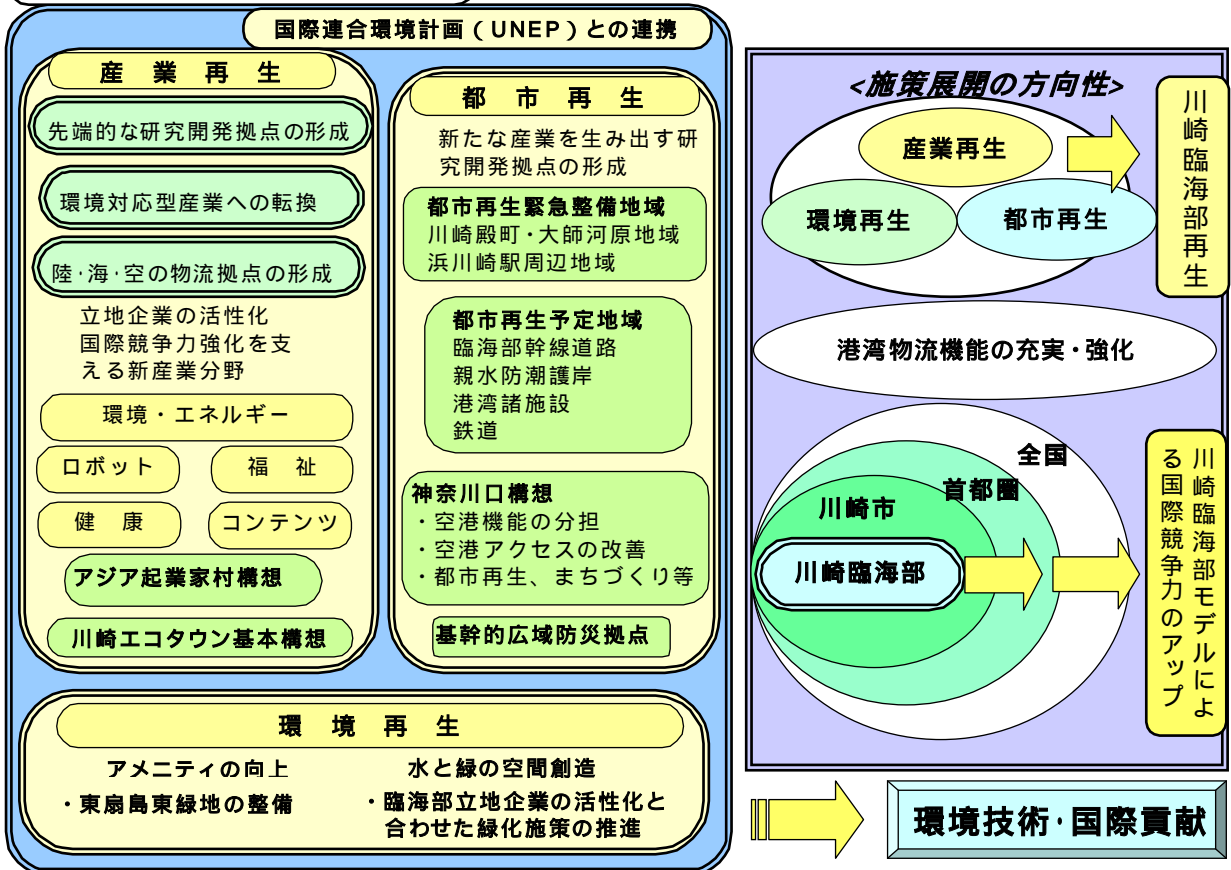 国際連合環境計画（UNEP）との連携
産業再生
先端的な研究開発拠点の形成
環境対応型産業への転換
陸・海・空の物流拠点の形成
立地企業の活性化
国際競争力強化を支
える新産業分野
環境・エネルギー
ロボット
福祉
健康
コンテンツ
アジア起業家村構想
川崎エコタウン基本構想
都市再生
新たな産業を生み出す研
究開発拠点の形成
都市再生緊急整備地域
川崎殿町・大師河原地域
浜川崎駅周辺地域
都市再生予定地域
臨海部幹線道路
親水防潮護岸
港湾諸施設
鉄道
神奈川口構想
・空港機能の分担
・空港アクセスの改善
・都市再生、まちづくり等
基幹的広域防災拠点
環境再生
アメニティの向上
・東扇島東緑地の整備
水と緑の空間創造
・臨海部立地企業の活性化と
合わせた緑化施策の推進
<施策展開の方向性>
産業再生
環境再生
都市再生
川崎臨海部再生
港湾物流機能の充実・強化
全国
首都圏
川崎市
川崎臨海部
川崎臨海部モデルによ
る国際競争力のアップ
環境技術・国際貢献